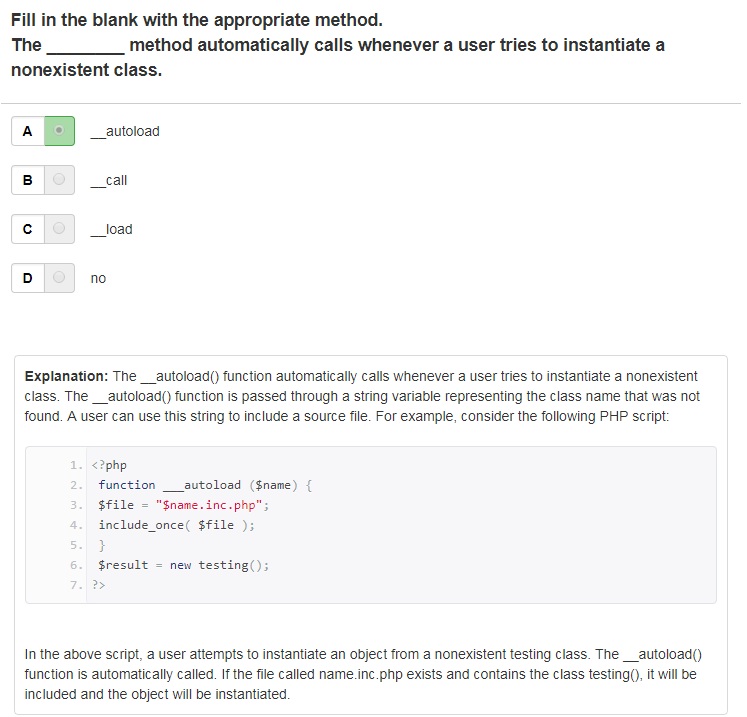 Fill in the blank with the appropriate method.
The ________ method automatically calls whenever a user tries to instantiate a
nonexistent class.
A __autoload
B __call
C __load
D no
Explanation: The __autoload() function automatically calls whenever a user tries to instantiate a nonexistent
class. The __autoload() function is passed through a string variable representing the class name that was not
found. A user can use this string to include a source file. For example, consider the following PHP script:
1. <?php
2. function ___autoload ($name) {
3. $file = "$name.inc.php";
4. include_once( $file );
5. }
6. $result = new testing();
7. ?>
In the above script, a user attempts to instantiate an object from a nonexistent testing class. The __autoload()
function is automatically called. If the file called name.inc.php exists and contains the class testing(), it will be
included and the object will be instantiated.